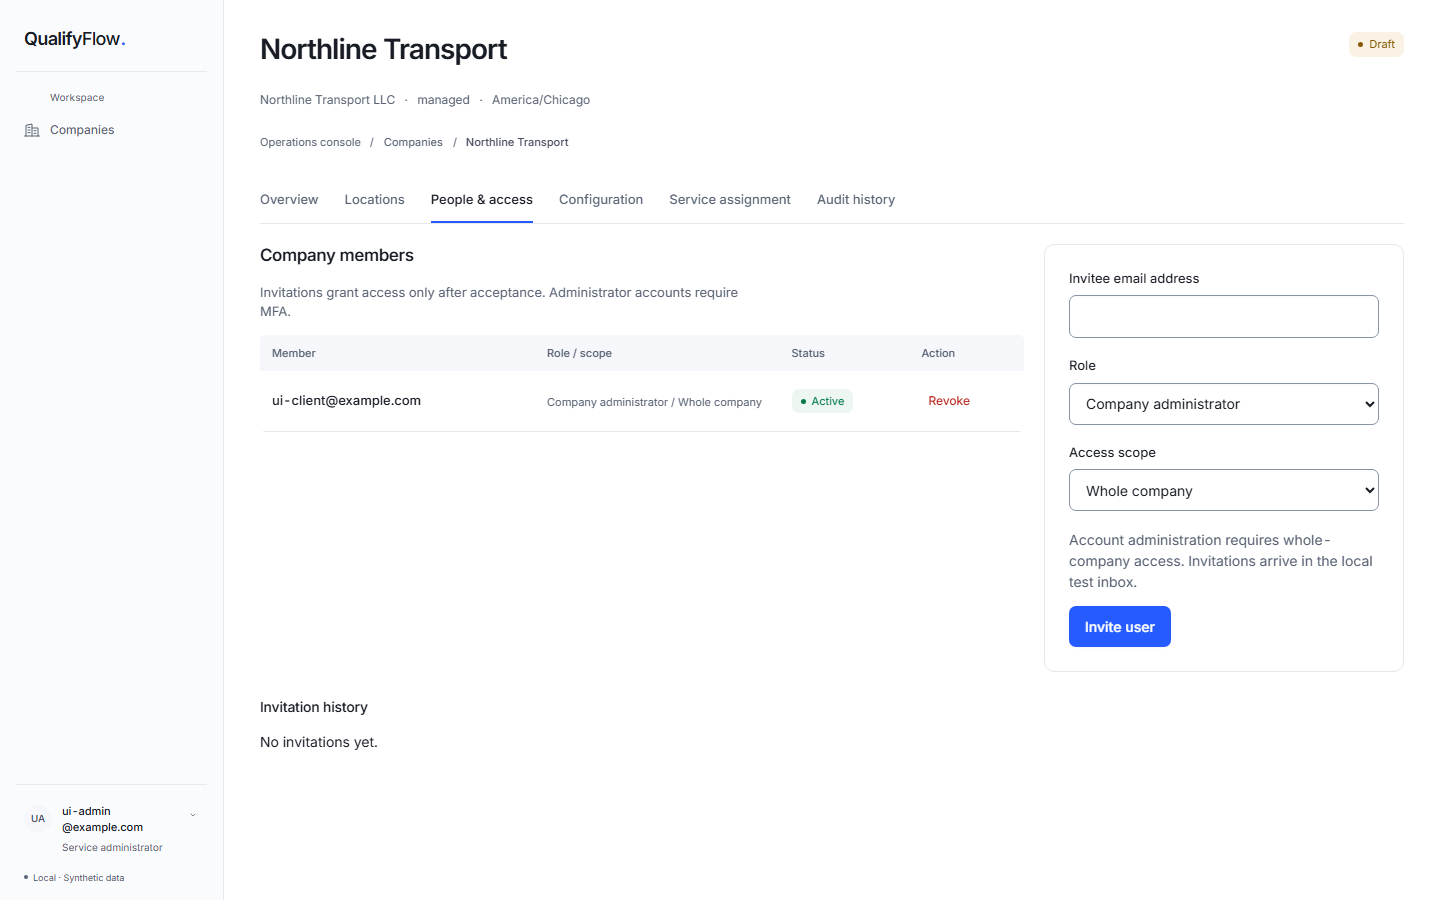 QualifyFlow.
Workspace
Companies
ui-admin
@example.com
UA
Service administrator
Local · Synthetic data
Northline Transport
Draft
Northline Transport LLC · managed · America/Chicago
Operations console / Companies / Northline Transport
Overview Locations People & access Configuration Service assignment Audit history
Company members
Invitations grant access only after acceptance. Administrator accounts require
MFA.
Member Role / scope Status Action
ui-client@example.com Company administrator / Whole company Active Revoke
Invitee email address
Role
Company administrator
Access scope
Whole company
Account administration requires whole-
company access. Invitations arrive in the local
test inbox.
Invite user
Invitation history
No invitations yet.